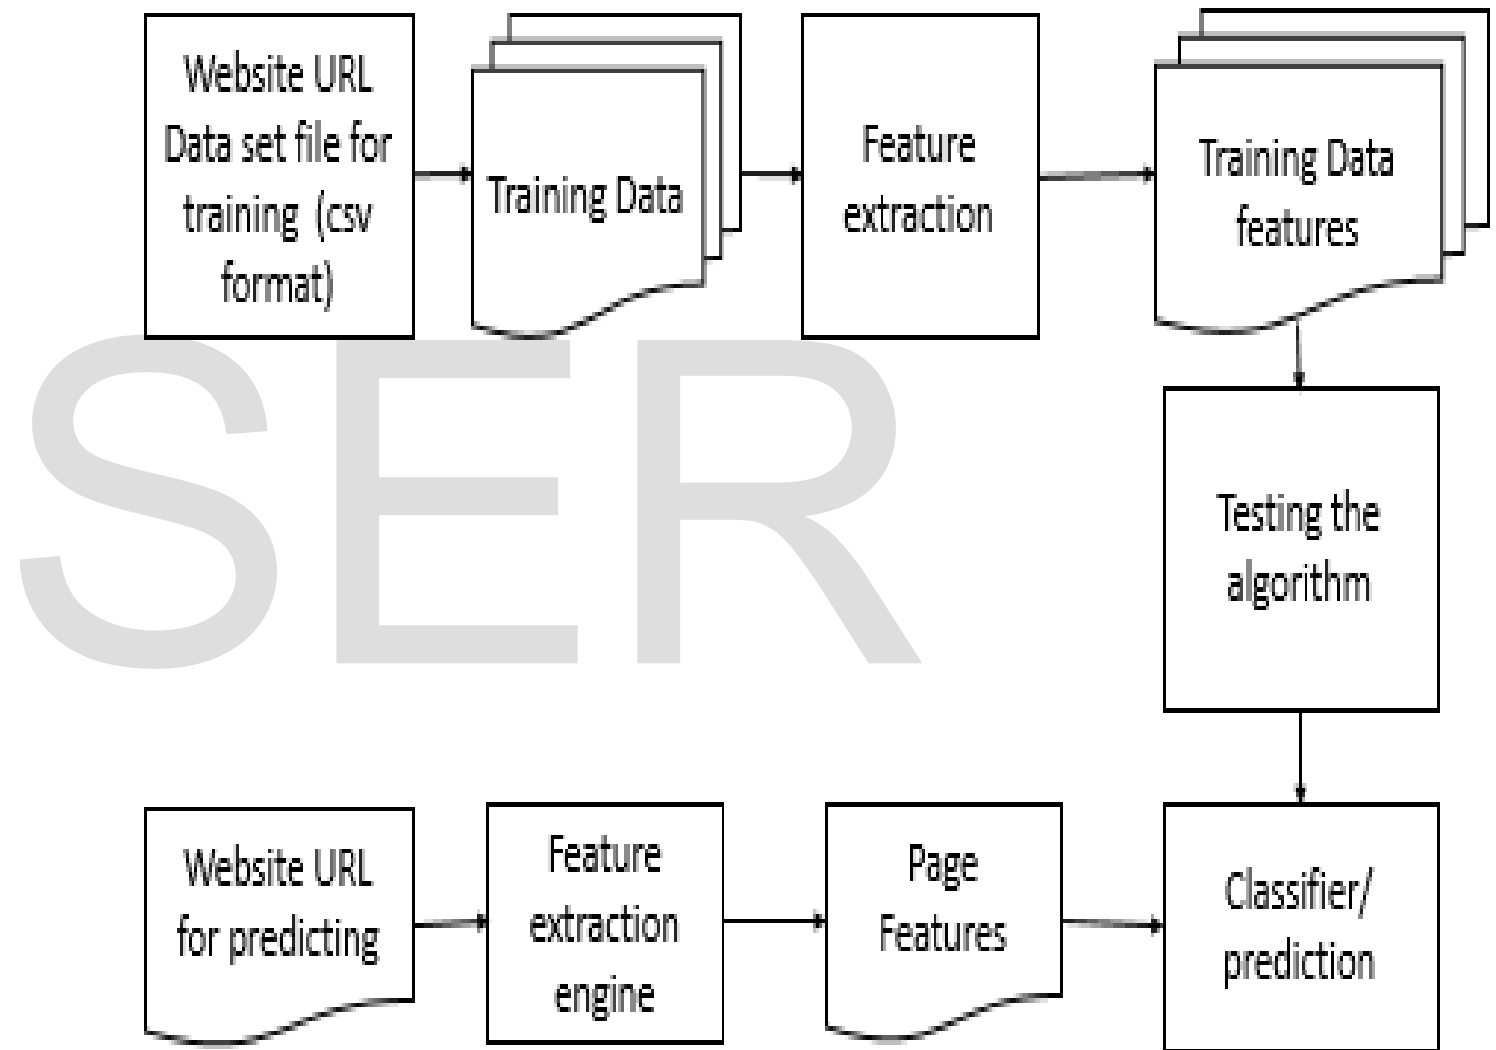 Website URL
Data set file for
training (csv
format)
Training Data
Feature
extraction
Training Data
features
Testing the
algorithm
SER
Website URL
for predicting
Feature
extraction
engine
Page
Features
Classifier/
prediction